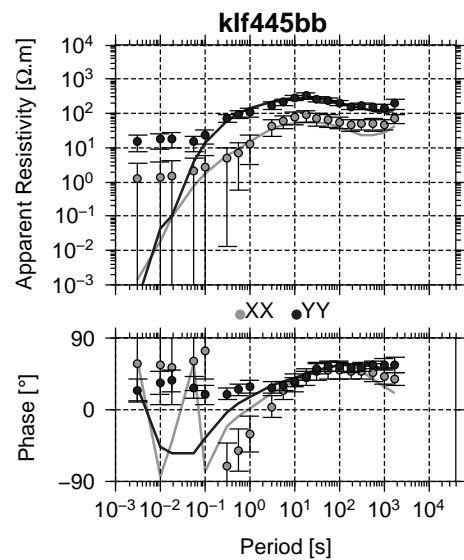 klf445bb
Apparent Resistivity [Ω.m]
10⁴
10³
10²
10¹
10⁰
10⁻¹
10⁻²
10⁻³
XX YY
Phase [°]
90
0
−90
10⁻³ 10⁻² 10⁻¹ 10⁰ 10¹ 10² 10³ 10⁴
Period [s]